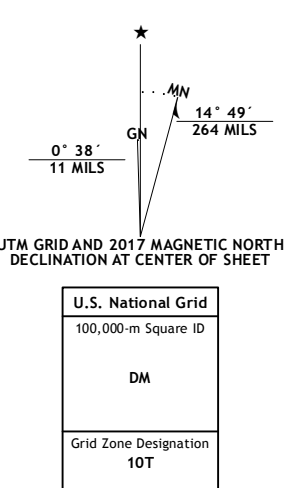 MN
GN
14° 49´
264 MILS
0° 38´
11 MILS
UTM GRID AND 2017 MAGNETIC NORTH
DECLINATION AT CENTER OF SHEET
U.S. National Grid
100,000-m Square ID
DM
Grid Zone Designation
10T